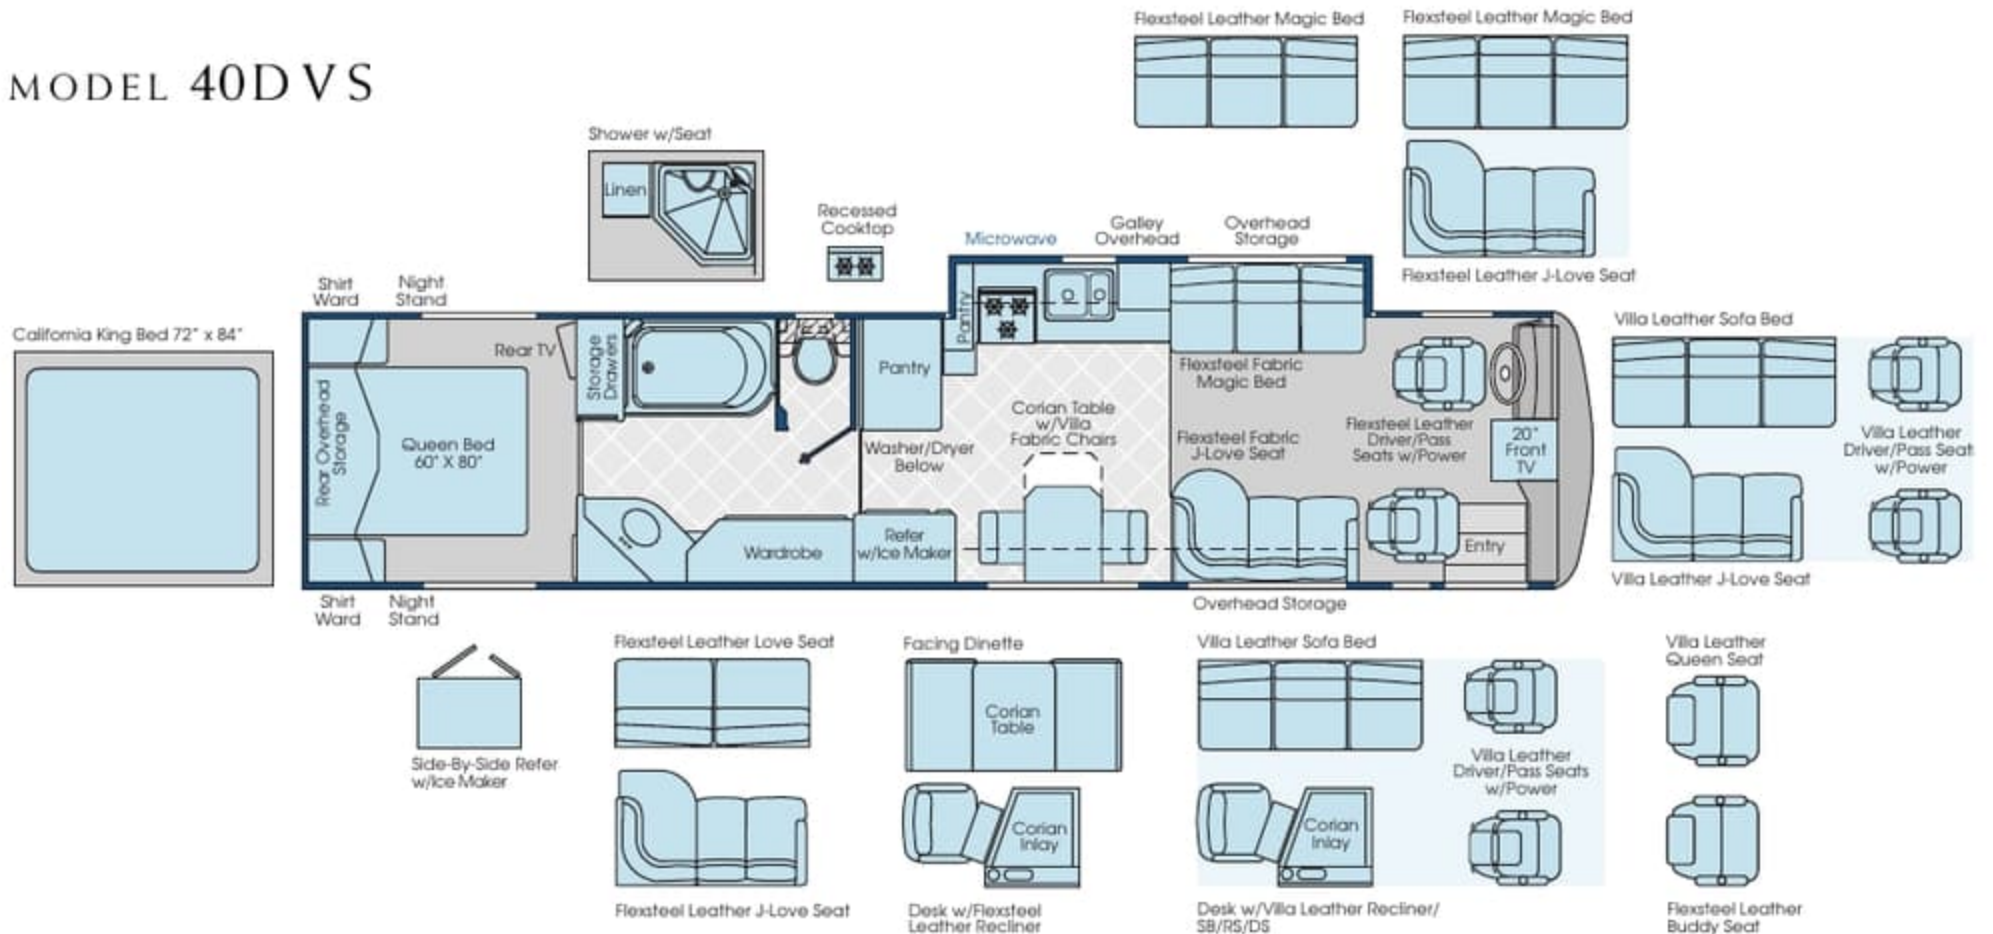 MODEL 40DVS
Flexsteel Leather Magic Bed
Flexsteel Leather Magic Bed
Flexsteel Leather J-Love Seat
Shower w/Seat
Linen
Recessed
Cooktop
Microwave
Galley
Overhead
Overhead
Storage
Shirt
Ward
Night
Stand
California King Bed 72" x 84"
Rear Overhead
Storage
Queen Bed
60" X 80"
Rear TV
Storage
Drawers
Pantry
Pantry
Washer/Dryer
Below
Corian Table
w/Villa
Fabric Chairs
Flexsteel Fabric
Magic Bed
Flexsteel Fabric
J-Love Seat
Flexsteel Leather
Driver/Pass
Seats w/Power
20"
Front
TV
Entry
Wardrobe
Refer
w/Ice Maker
Villa Leather Sofa Bed
Villa Leather
Driver/Pass Seat
w/Power
Villa Leather J-Love Seat
Shirt
Ward
Night
Stand
Overhead Storage
Side-By-Side Refer
w/Ice Maker
Flexsteel Leather Love Seat
Flexsteel Leather J-Love Seat
Facing Dinette
Corian
Table
Corian
Inlay
Desk w/Flexsteel
Leather Recliner
Villa Leather Sofa Bed
Villa Leather
Driver/Pass Seats
w/Power
Corian
Inlay
Desk w/Villa Leather Recliner/
SB/RS/DS
Villa Leather
Queen Seat
Flexsteel Leather
Buddy Seat